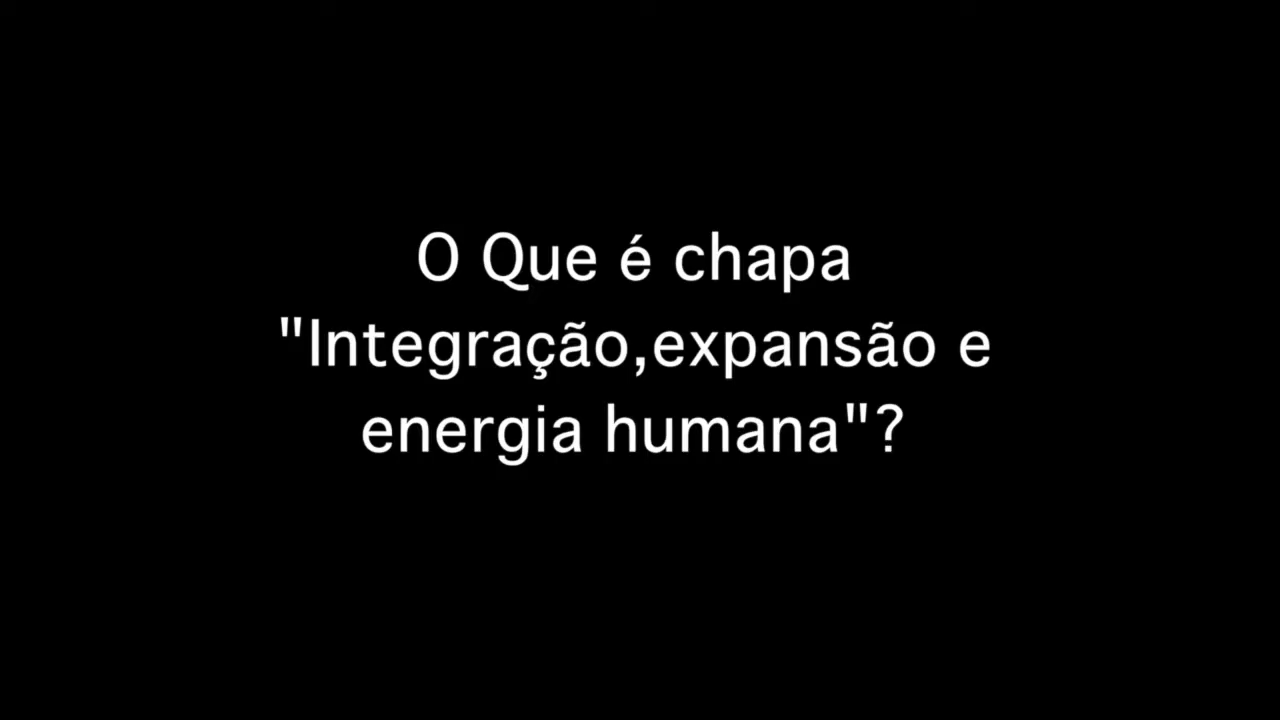 O Que é chapa
"Integração,expansão e
energia humana"?